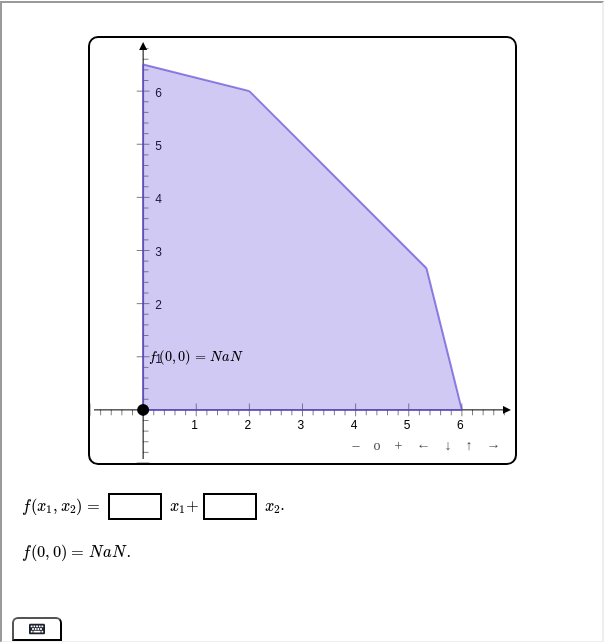 6
5
4
3
2
1
f(0,0) = NaN
1 2 3 4 5 6
– o + ← ↓ ↑ →
f(x₁, x₂) = x₁+ x₂.
f(0, 0) = NaN.